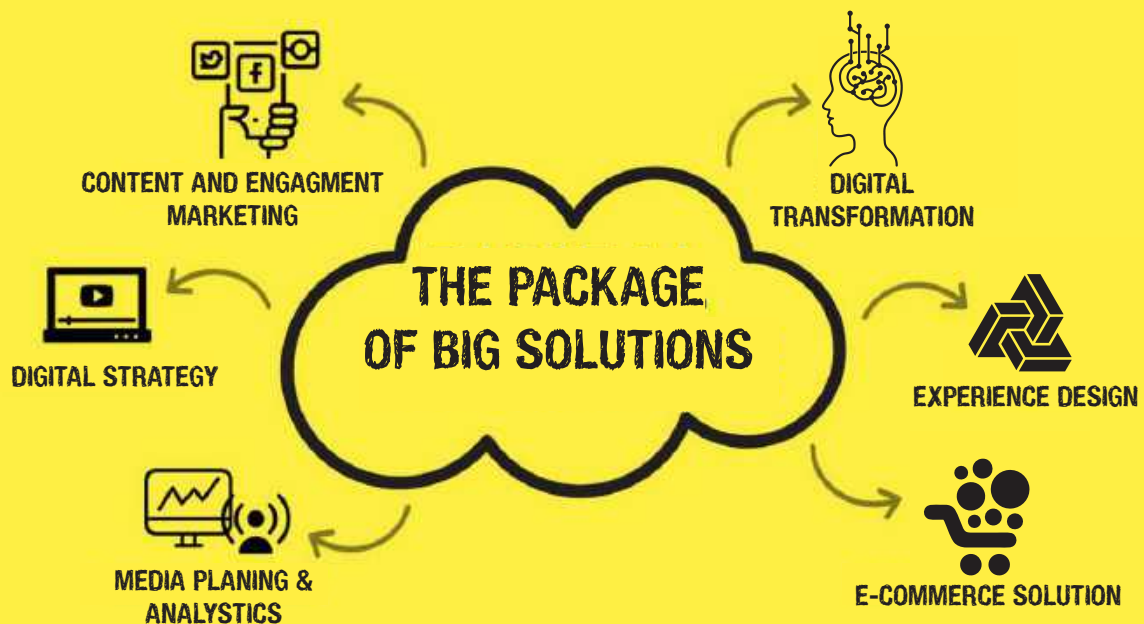 CONTENT AND ENGAGMENT
MARKETING
DIGITAL
TRANSFORMATION
THE PACKAGE
OF BIG SOLUTIONS
DIGITAL STRATEGY
EXPERIENCE DESIGN
MEDIA PLANING &
ANALYSTICS
E-COMMERCE SOLUTION